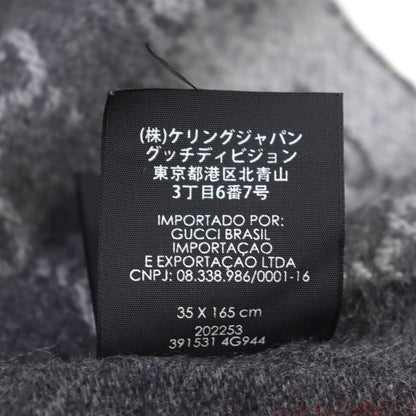 (株)ケリングジャパン
グッチディビジョン
東京都港区北青山
3丁目6番7号
IMPORTADO POR:
GUCCI BRASIL
IMPORTAÇAO
E EXPORTAÇAO LTDA
CNPJ: 08.338.986/0001-16
35 X 165 cm
202253
391531 4G944